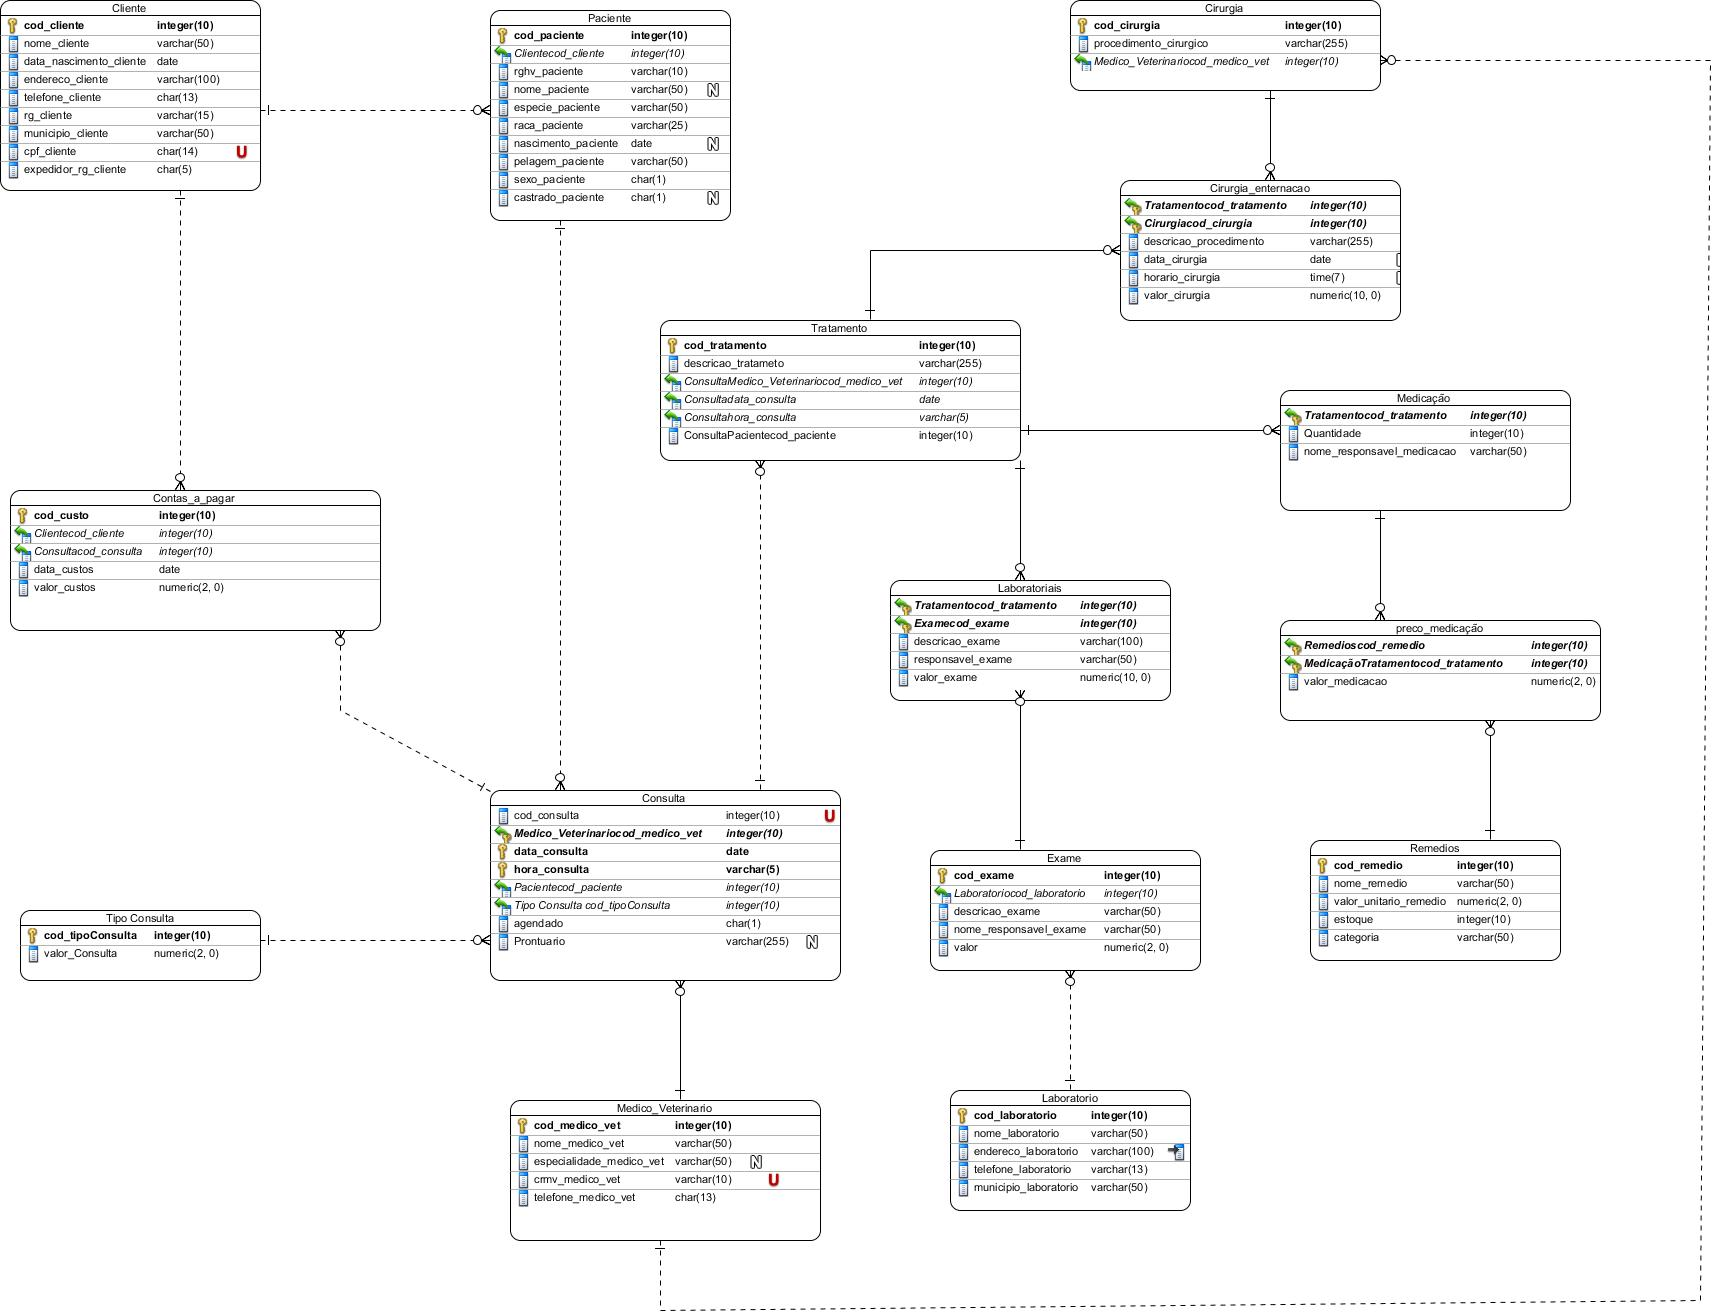 Cliente
cod_cliente integer(10)
nome_cliente varchar(50)
data_nascimento_cliente date
endereco_cliente varchar(100)
telefone_cliente char(13)
rg_cliente varchar(15)
municipio_cliente varchar(50)
cpf_cliente char(14) U
expedidor_rg_cliente char(5)
Paciente
cod_paciente integer(10)
Clientecod_cliente integer(10)
rghv_paciente varchar(10)
nome_paciente varchar(50) N
especie_paciente varchar(50)
raca_paciente varchar(25)
nascimento_paciente date N
pelagem_paciente varchar(50)
sexo_paciente char(1)
castrado_paciente char(1) N
Cirurgia
cod_cirurgia integer(10)
procedimento_cirurgico varchar(255)
Medico_Veterinariocod_medico_vet integer(10)
Cirurgia_enternacao
Tratamentocod_tratamento integer(10)
Cirurgiacod_cirurgia integer(10)
descricao_procedimento varchar(255)
data_cirurgia date
horario_cirurgia time(7)
valor_cirurgia numeric(10, 0)
Tratamento
cod_tratamento integer(10)
descricao_tratameto varchar(255)
ConsultaMedico_Veterinariocod_medico_vet integer(10)
Consultadata_consulta date
Consultahora_consulta varchar(5)
ConsultaPacientecod_paciente integer(10)
Medicação
Tratamentocod_tratamento integer(10)
Quantidade integer(10)
nome_responsavel_medicacao varchar(50)
Contas_a_pagar
cod_custo integer(10)
Clientecod_cliente integer(10)
Consultacod_consulta integer(10)
data_custos date
valor_custos numeric(2, 0)
Laboratoriais
Tratamentocod_tratamento integer(10)
Examecod_exame integer(10)
descricao_exame varchar(100)
responsavel_exame varchar(50)
valor_exame numeric(10, 0)
preco_medicação
Remedioscod_remedio integer(10)
MedicaçãoTratamentocod_tratamento integer(10)
valor_medicacao numeric(2, 0)
Consulta
cod_consulta integer(10) U
Medico_Veterinariocod_medico_vet integer(10)
data_consulta date
hora_consulta varchar(5)
Pacientecod_paciente integer(10)
Tipo Consulta cod_tipoConsulta integer(10)
agendado char(1)
Prontuario varchar(255) N
Tipo Consulta
cod_tipoConsulta integer(10)
valor_Consulta numeric(2, 0)
Exame
cod_exame integer(10)
Laboratoriocod_laboratorio integer(10)
descricao_exame varchar(50)
nome_responsavel_exame varchar(50)
valor numeric(2, 0)
Remedios
cod_remedio integer(10)
nome_remedio varchar(50)
valor_unitario_remedio numeric(2, 0)
estoque integer(10)
categoria varchar(50)
Medico_Veterinario
cod_medico_vet integer(10)
nome_medico_vet varchar(50)
especialidade_medico_vet varchar(50) N
crmv_medico_vet varchar(10) U
telefone_medico_vet char(13)
Laboratorio
cod_laboratorio integer(10)
nome_laboratorio varchar(50)
endereco_laboratorio varchar(100)
telefone_laboratorio varchar(13)
municipio_laboratorio varchar(50)